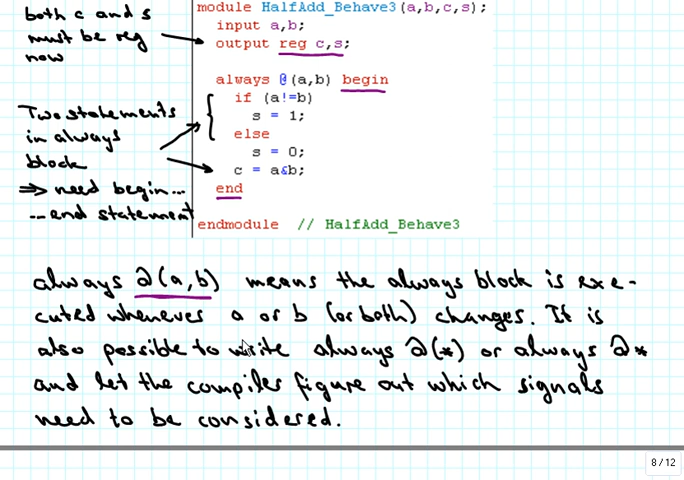 both c and s
must be reg
now
module HalfAdd_Behave3(a,b,c,s);
input a,b;
output reg c,s;
always @(a,b) begin
if (a!=b)
s = 1;
else
s = 0;
c = a&b;
end
endmodule // HalfAdd_Behave3
Two statements
in always
block
⇒ need begin...
...end statement
always @(a,b) means the always block is exe-
cuted whenever a or b (or both) changes. It is
also possible to write always @(*) or always @*
and let the compiler figure out which signals
need to be considered.
8/12